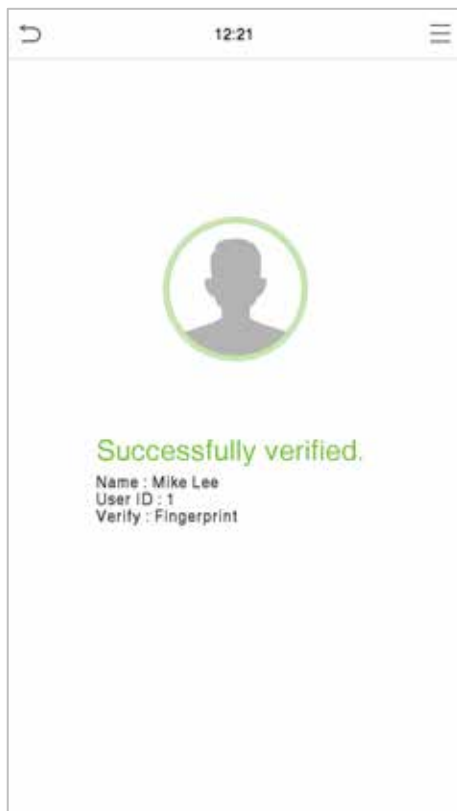 12:21
Successfully verified.
Name : Mike Lee
User ID : 1
Verify : Fingerprint